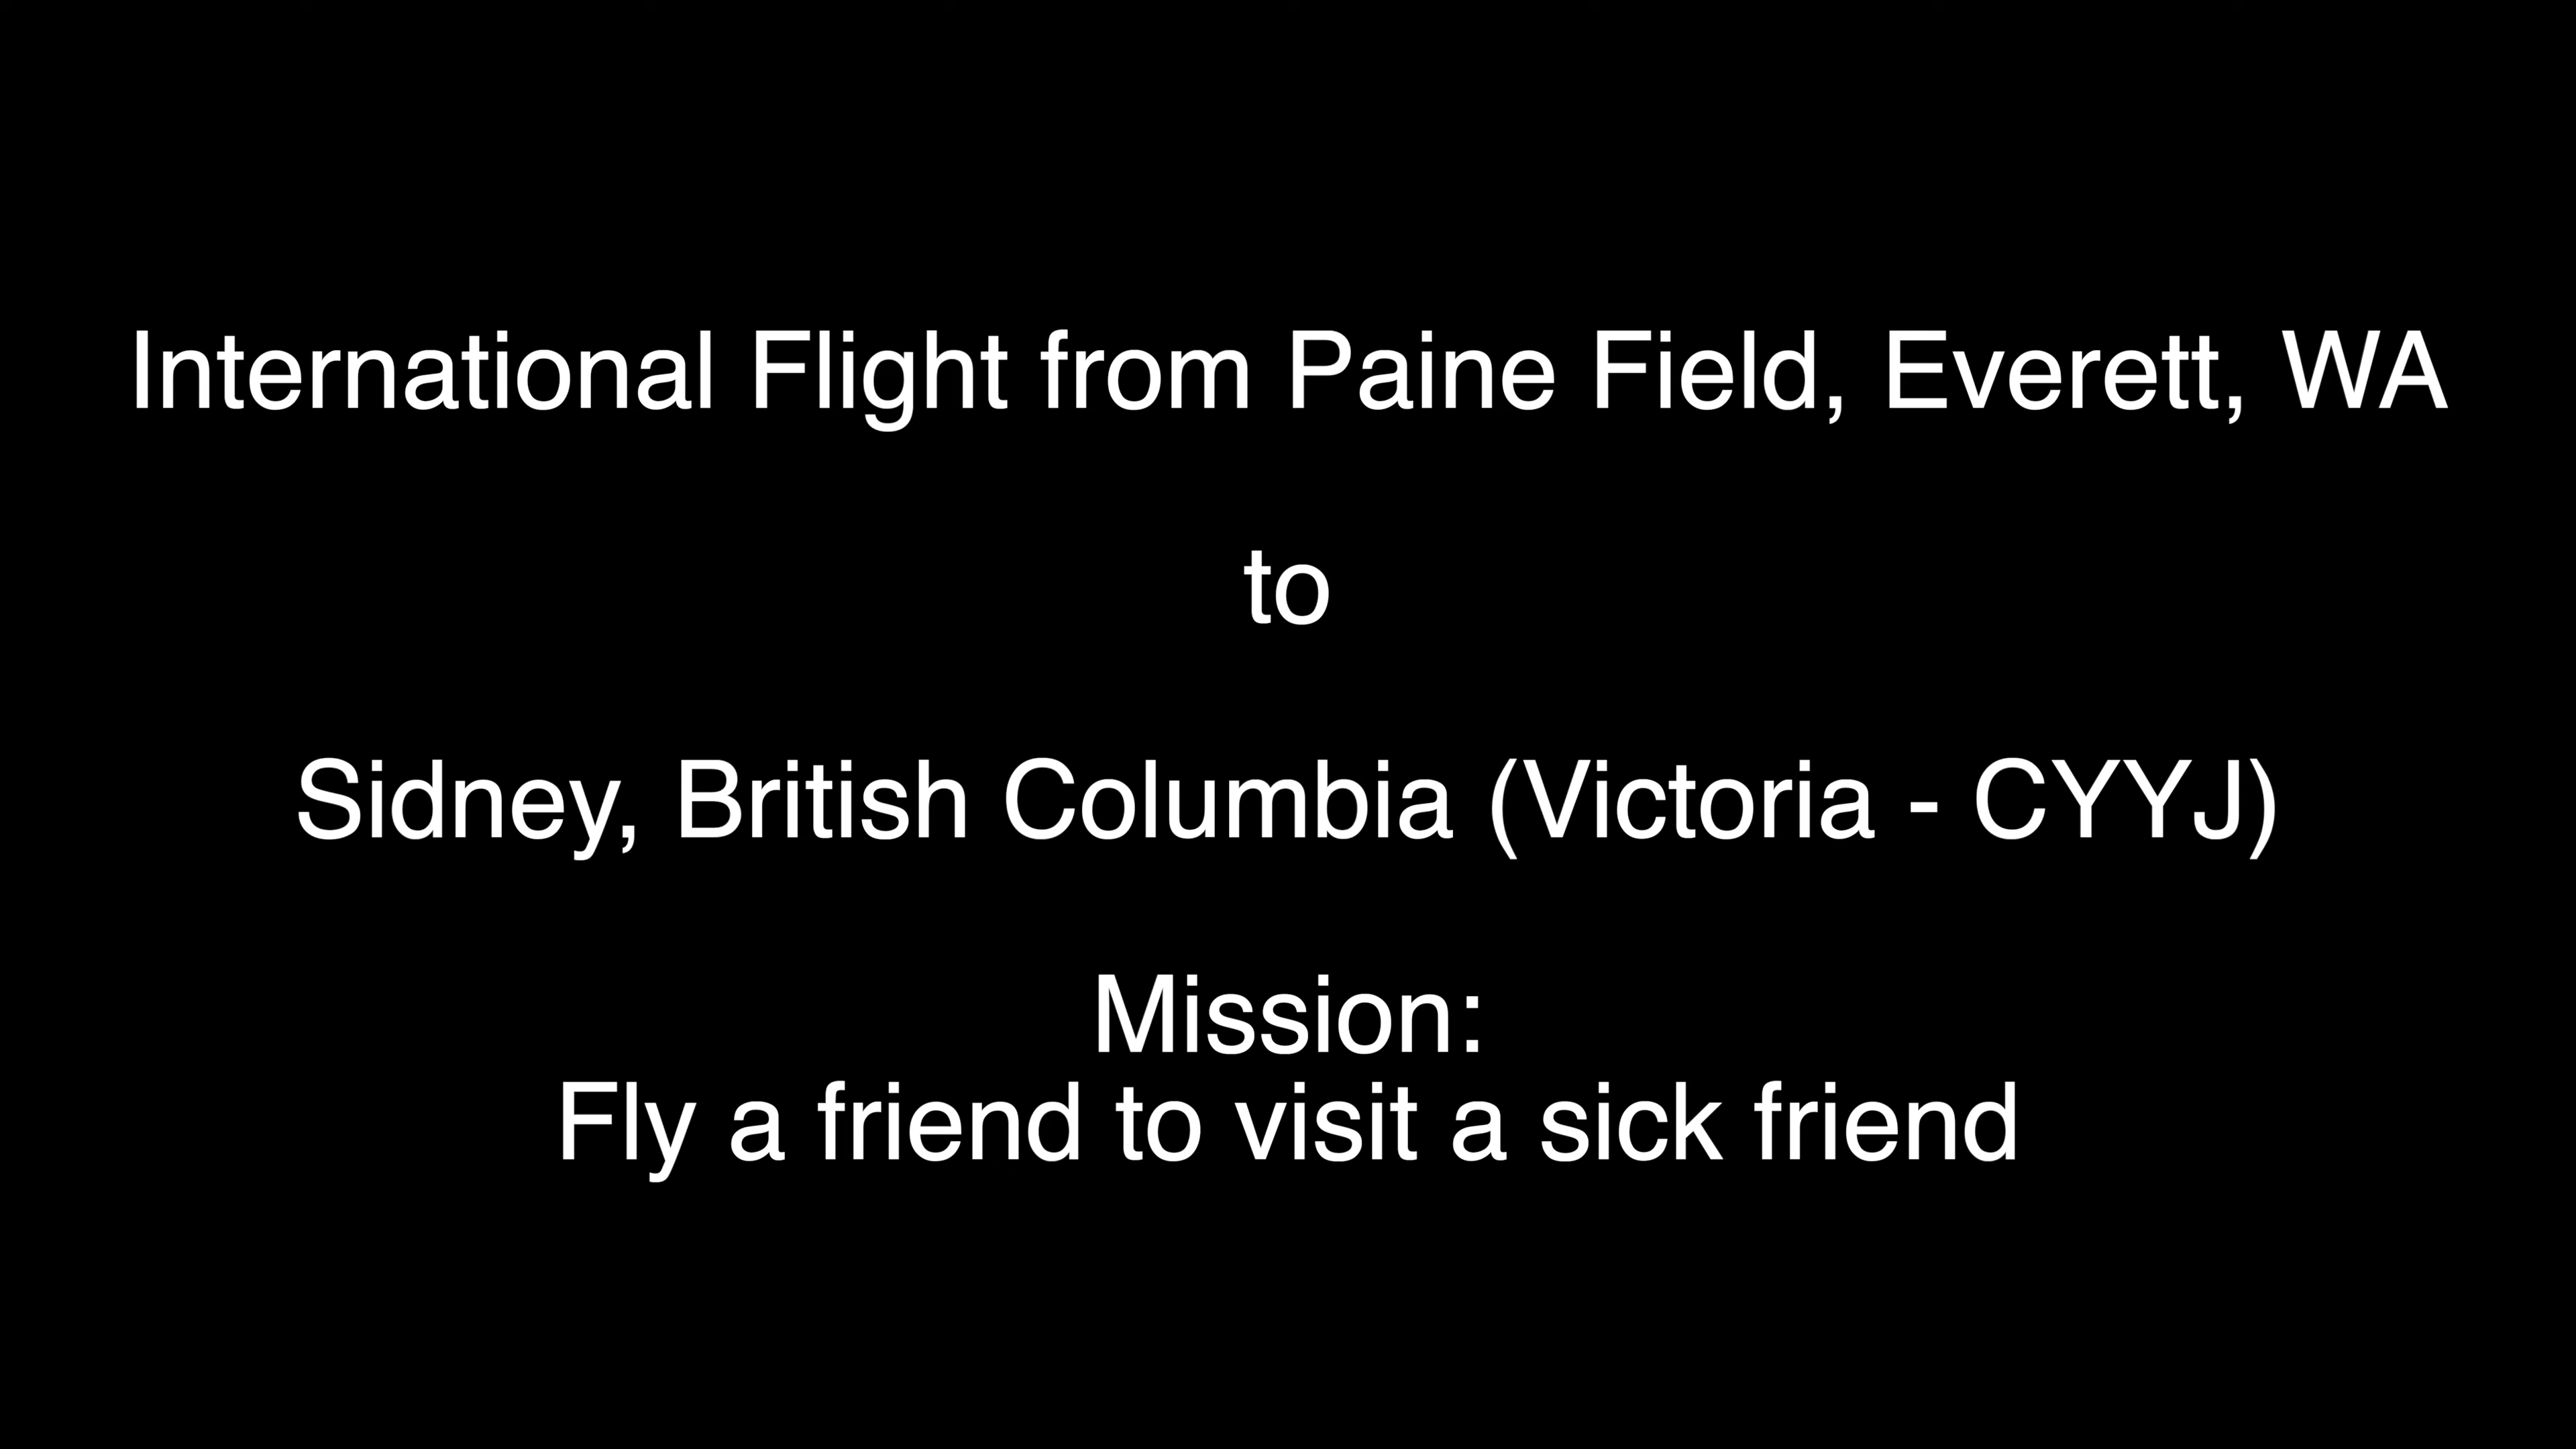 International Flight from Paine Field, Everett, WA
to
Sidney, British Columbia (Victoria - CYYJ)
Mission:
Fly a friend to visit a sick friend